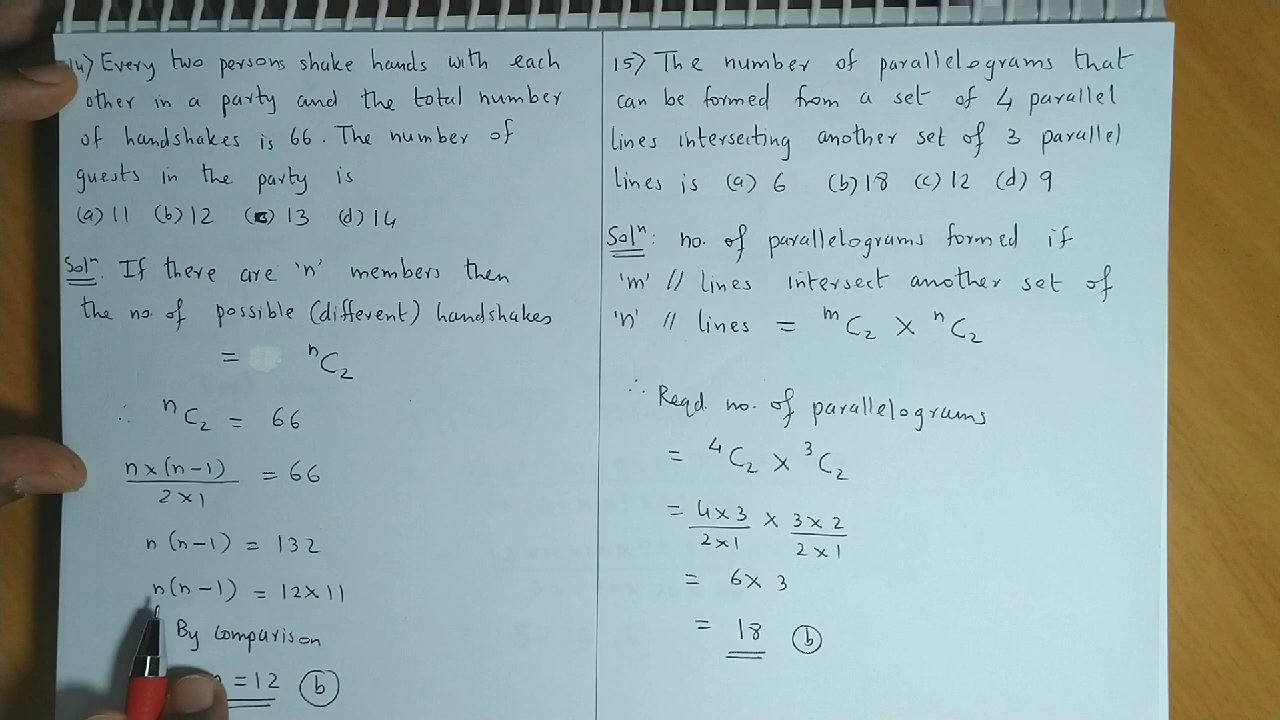 14) Every two persons shake hands with each
other in a party and the total number
of handshakes is 66. The number of
guests in the party is
(a) 11 (b) 12 (c) 13 (d) 14
Solⁿ: If there are 'n' members then
the no. of possible (different) handshakes
= ⁿC₂
∴ ⁿC₂ = 66
n×(n-1)/2×1 = 66
n(n-1) = 132
n(n-1) = 12×11
By comparison
= 12 (b)
15) The number of parallelograms that
can be formed from a set of 4 parallel
lines intersecting another set of 3 parallel
lines is (a) 6 (b) 18 (c) 12 (d) 9
Solⁿ: no. of parallelograms formed if
'm' // lines intersect another set of
'n' // lines = ᵐC₂ × ⁿC₂
∴ Reqd. no. of parallelograms
= ⁴C₂ × ³C₂
= 4×3/2×1 × 3×2/2×1
= 6×3
= 18 (b)